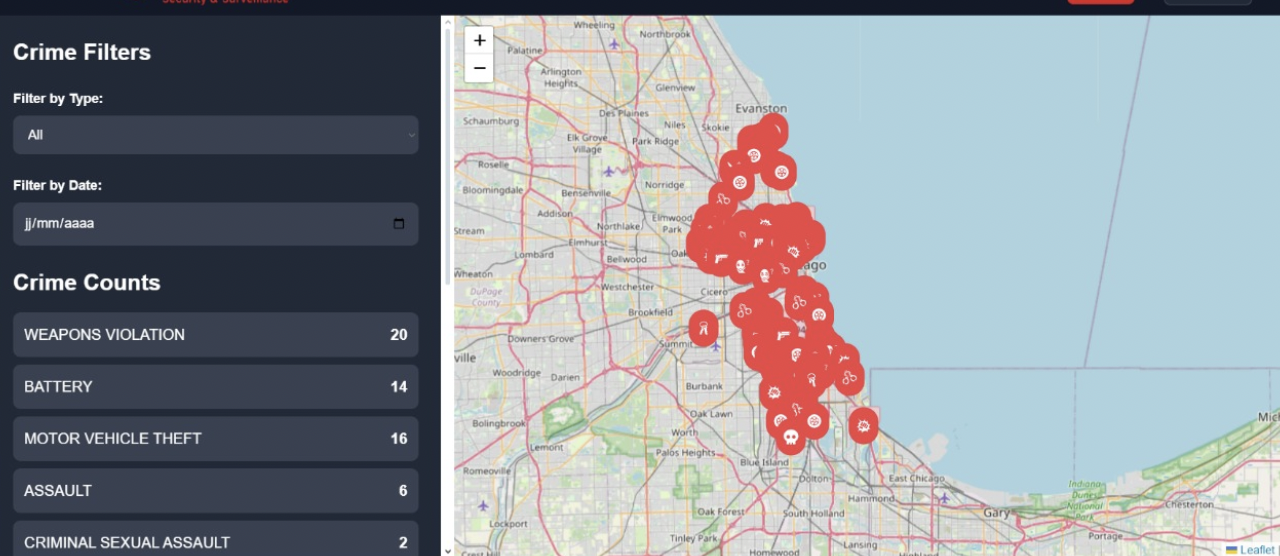 Security & Surveillance
Crime Filters
Filter by Type:
All
Filter by Date:
jj/mm/aaaa
Crime Counts
WEAPONS VIOLATION 20
BATTERY 14
MOTOR VEHICLE THEFT 16
ASSAULT 6
CRIMINAL SEXUAL ASSAULT 2
+
−
Wheeling
Northbrook
Palatine
Arlington
Heights
Glenview
Evanston
Des Plaines
Schaumburg
Niles
Skokie
Elk Grove
Village
Park Ridge
Roselle
Norridge
Bloomingdale
Bensenville
Addison
Elmwood
Park
Stream
Northlake
Elmhurst
Oak
Lombard
Bellwood
ago
Wheaton
DuPage
County
Westchester
Cicero
Brookfield
Downers Grove
Summit
ville
Woodridge
Darien
Burbank
Oak Lawn
Lemont
Worth
Bolingbrook
Palos Heights
Blue Island
Romeoville
Dolton
East Chicago
Hammond
Indiana
Dunes
National
Park
Mich
Chesterton
Portage
Gary
Lockport
Oak Forest
South Holland
Tinley Park
Lansing
Homewood
Highland
Crest Hill
Leaflet